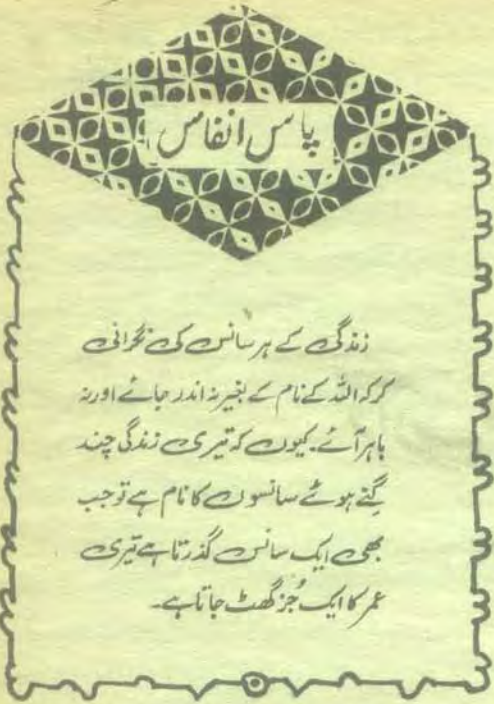 پاس انفاس
زندگی کے ہر سانس کی نگرانی
کر کہ اللہ کے نام کے بغیر نہ اندر جائے اور نہ
باہر آئے۔ کیوں کہ تیری زندگی چند
گنے ہوئے سانسوں کا نام ہے تو جب
بھی ایک سانس گذرتا ہے تیری
عمر کا ایک جُز گھٹ جاتا ہے۔